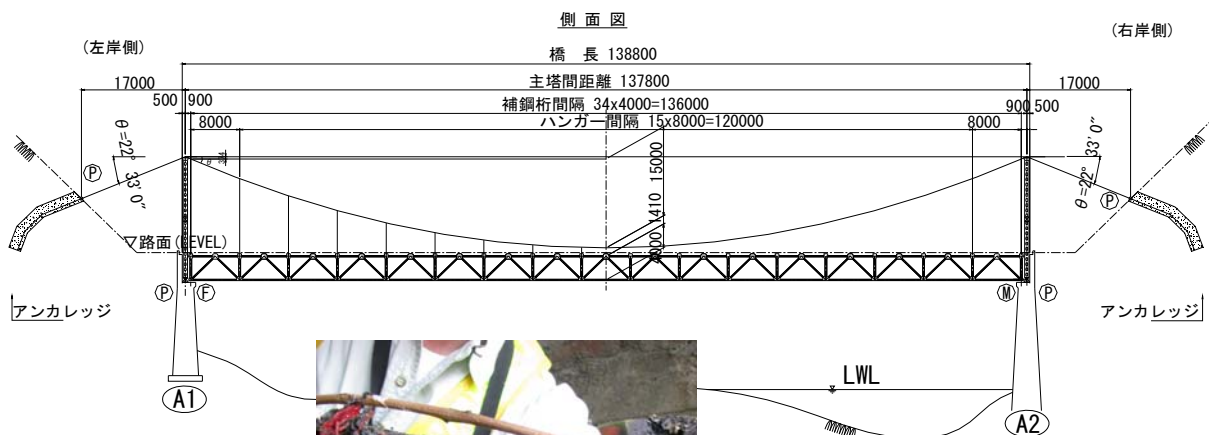 側 面 図
(左岸側)
(右岸側)
橋 長 138800
17000
主塔間距離 137800
17000
500
900
補鋼桁間隔 34x4000=136000
900
500
8000
ハンガー間隔 15x8000=120000
8000
θ=22° 33′ 0″
θ=22° 33′ 0″
15000
1410
4000
P
P
▽路面(LEVEL)
P
F
M
P
アンカレッジ
アンカレッジ
LWL
A1
A2